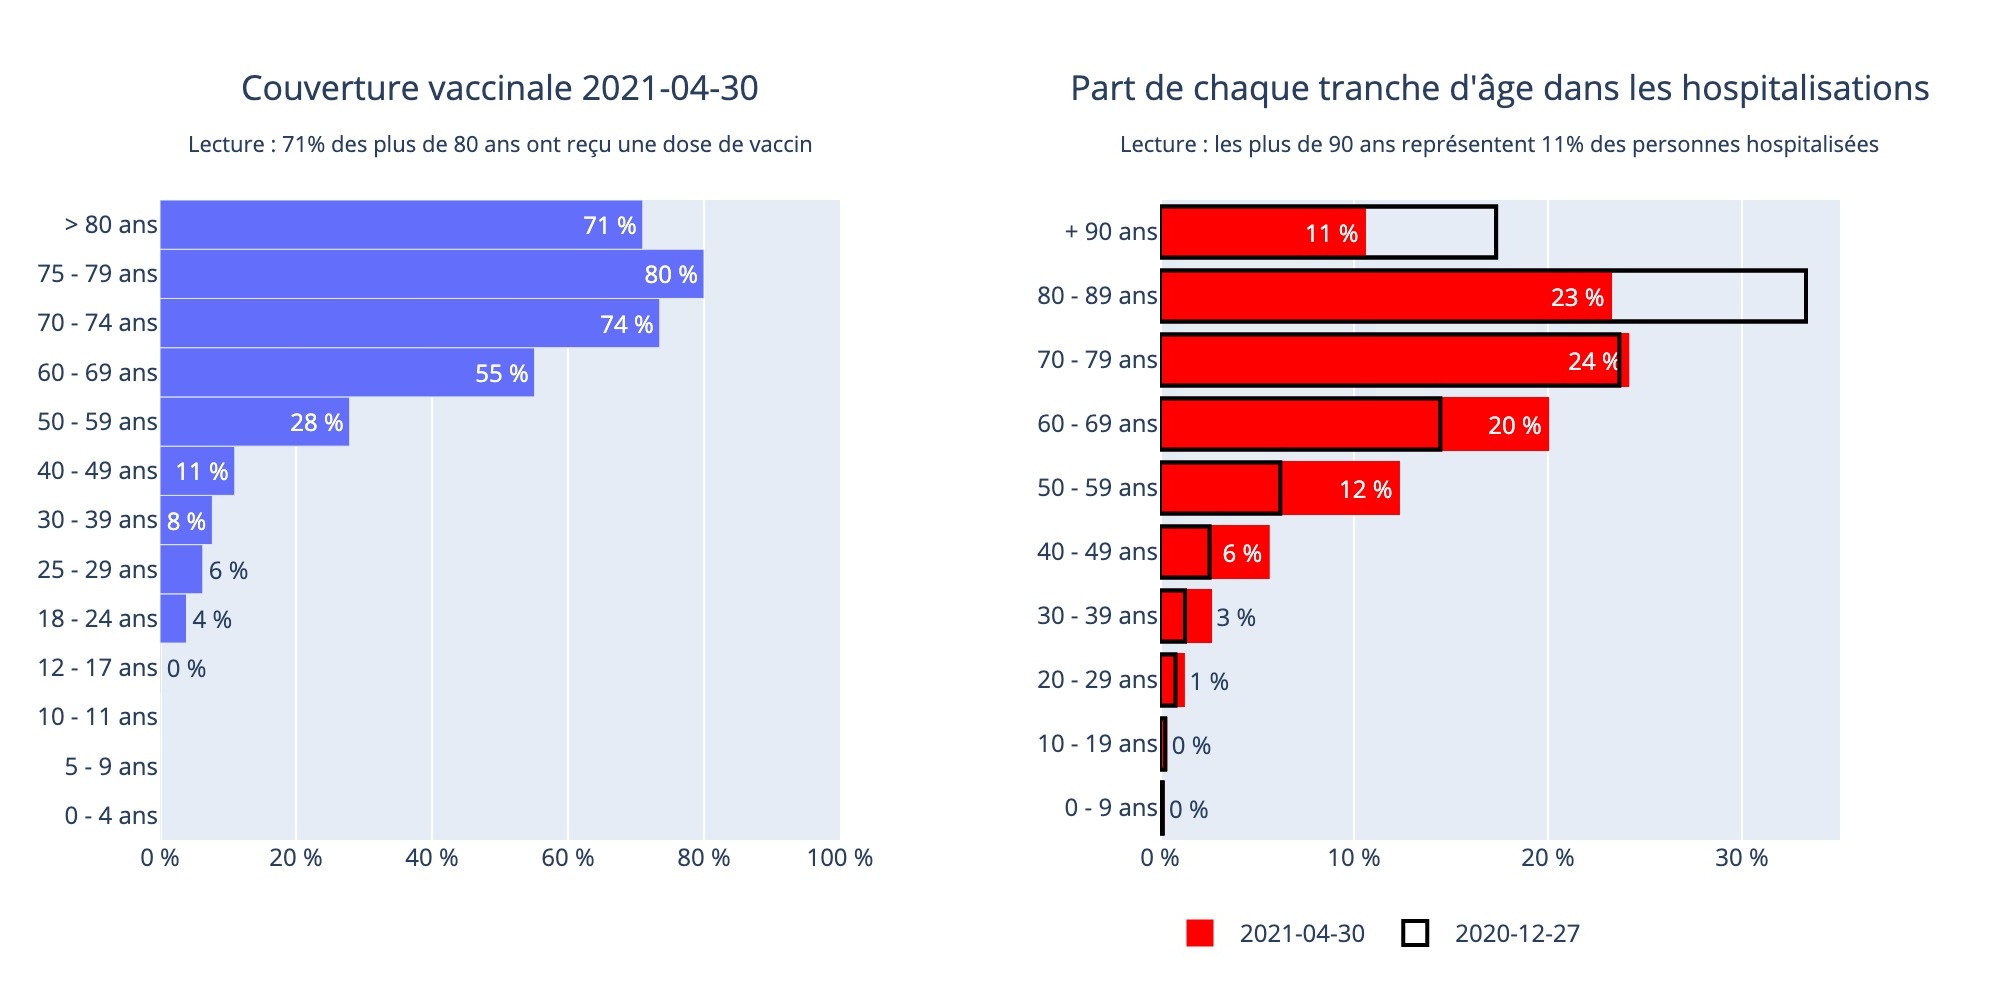 Couverture vaccinale 2021-04-30
Lecture : 71% des plus de 80 ans ont reçu une dose de vaccin
> 80 ans 71 %
75 - 79 ans 80 %
70 - 74 ans 74 %
60 - 69 ans 55 %
50 - 59 ans 28 %
40 - 49 ans 11 %
30 - 39 ans 8 %
25 - 29 ans 6 %
18 - 24 ans 4 %
12 - 17 ans 0 %
10 - 11 ans
5 - 9 ans
0 - 4 ans
0 % 20 % 40 % 60 % 80 % 100 %
Part de chaque tranche d'âge dans les hospitalisations
Lecture : les plus de 90 ans représentent 11% des personnes hospitalisées
+ 90 ans 11 %
80 - 89 ans 23 %
70 - 79 ans 24 %
60 - 69 ans 20 %
50 - 59 ans 12 %
40 - 49 ans 6 %
30 - 39 ans 3 %
20 - 29 ans 1 %
10 - 19 ans 0 %
0 - 9 ans 0 %
0 % 10 % 20 % 30 %
2021-04-30 2020-12-27